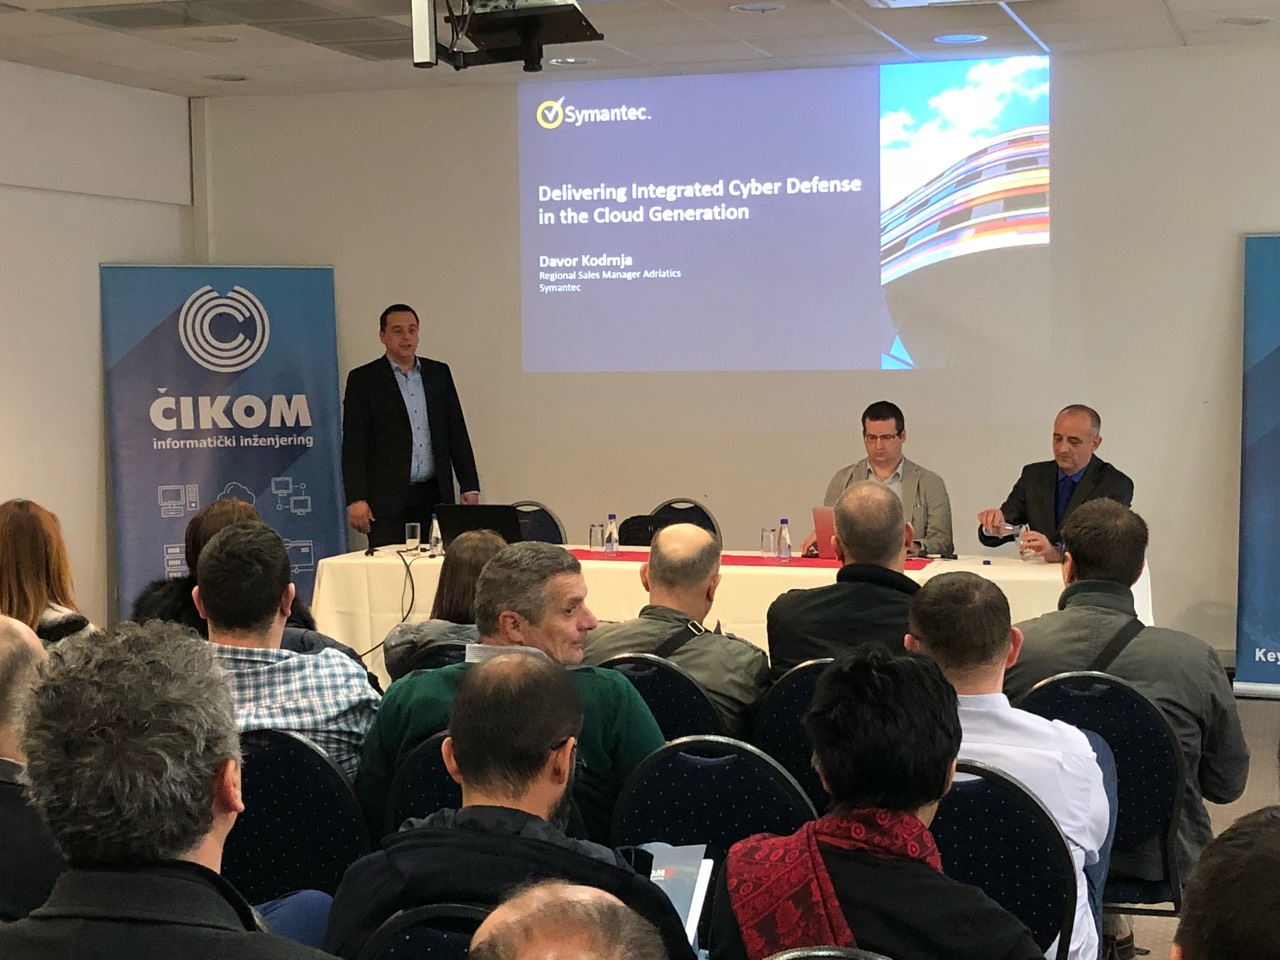 Symantec.
Delivering Integrated Cyber Defense
in the Cloud Generation
Davor Kodrnja
Regional Sales Manager Adriatics
Symantec
ČIKOM
informatički inženjering
Key